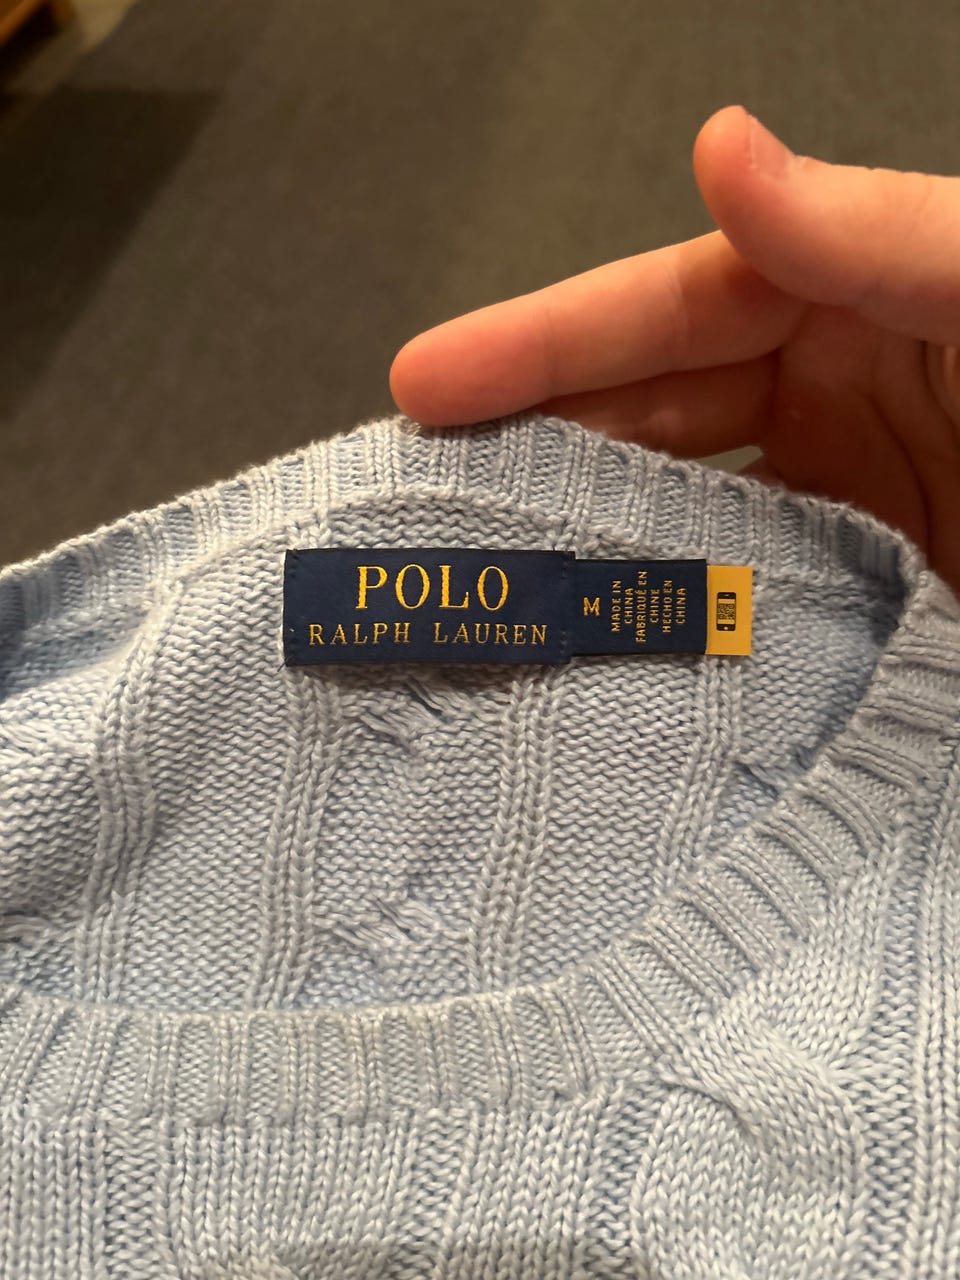 POLO
RALPH LAUREN
M
MADE IN
CHINA
FABRIQUÉ EN
CHINE
HECHO EN
CHINA